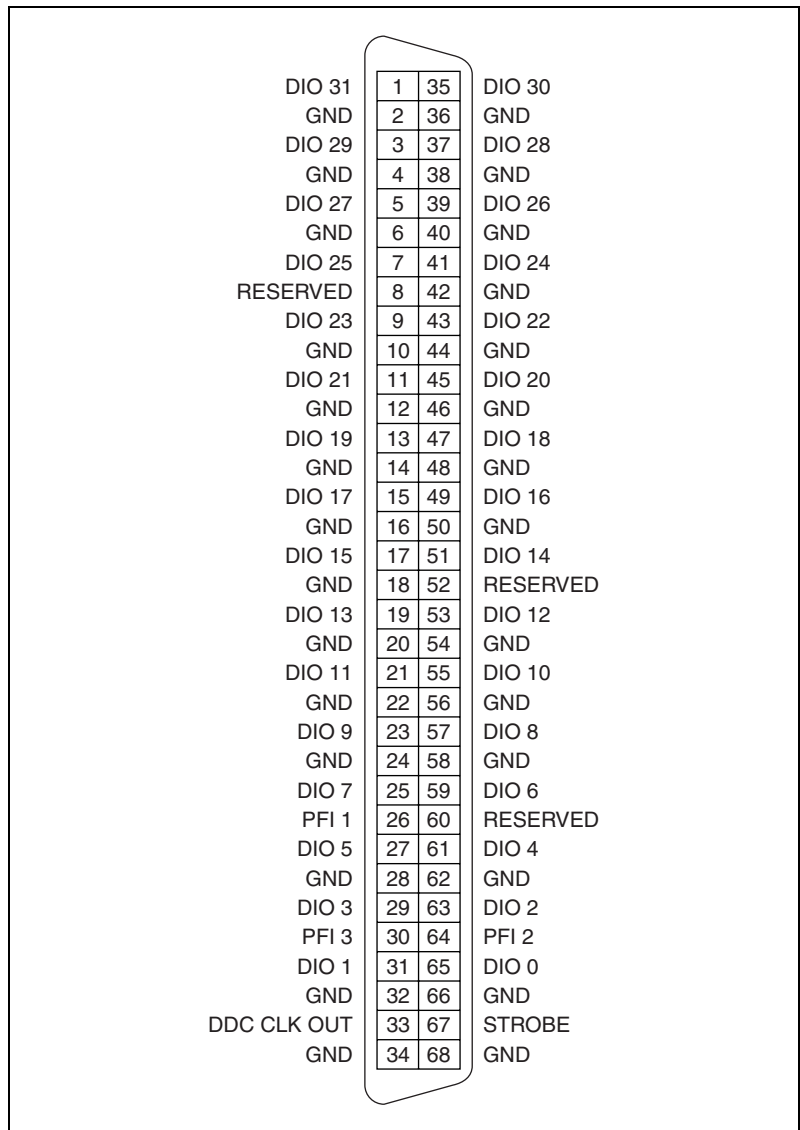 DIO 31 1 35 DIO 30
GND 2 36 GND
DIO 29 3 37 DIO 28
GND 4 38 GND
DIO 27 5 39 DIO 26
GND 6 40 GND
DIO 25 7 41 DIO 24
RESERVED 8 42 GND
DIO 23 9 43 DIO 22
GND 10 44 GND
DIO 21 11 45 DIO 20
GND 12 46 GND
DIO 19 13 47 DIO 18
GND 14 48 GND
DIO 17 15 49 DIO 16
GND 16 50 GND
DIO 15 17 51 DIO 14
GND 18 52 RESERVED
DIO 13 19 53 DIO 12
GND 20 54 GND
DIO 11 21 55 DIO 10
GND 22 56 GND
DIO 9 23 57 DIO 8
GND 24 58 GND
DIO 7 25 59 DIO 6
PFI 1 26 60 RESERVED
DIO 5 27 61 DIO 4
GND 28 62 GND
DIO 3 29 63 DIO 2
PFI 3 30 64 PFI 2
DIO 1 31 65 DIO 0
GND 32 66 GND
DDC CLK OUT 33 67 STROBE
GND 34 68 GND